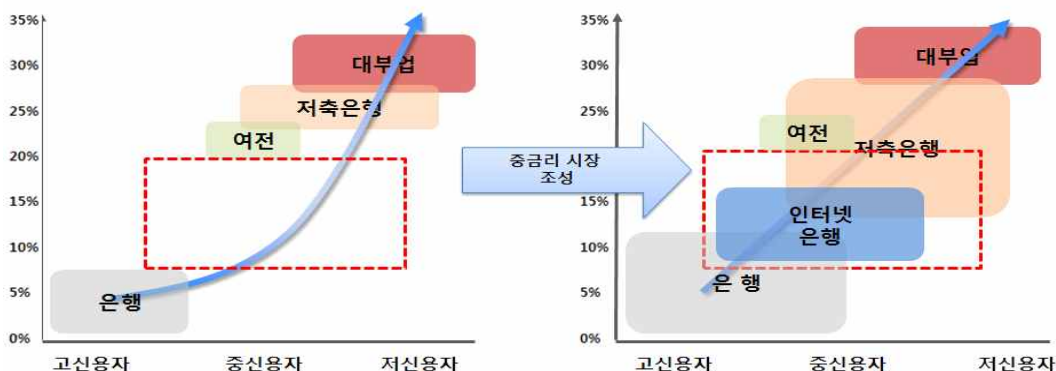 35%
30%
25%
20%
15%
10%
5%
0%
대부업
저축은행
여전
은행
고신용자
중신용자
저신용자
중금리 시장
조성
35%
30%
25%
20%
15%
10%
5%
0%
대부업
여전
저축은행
인터넷
은행
은 행
고신용자
중신용자
저신용자